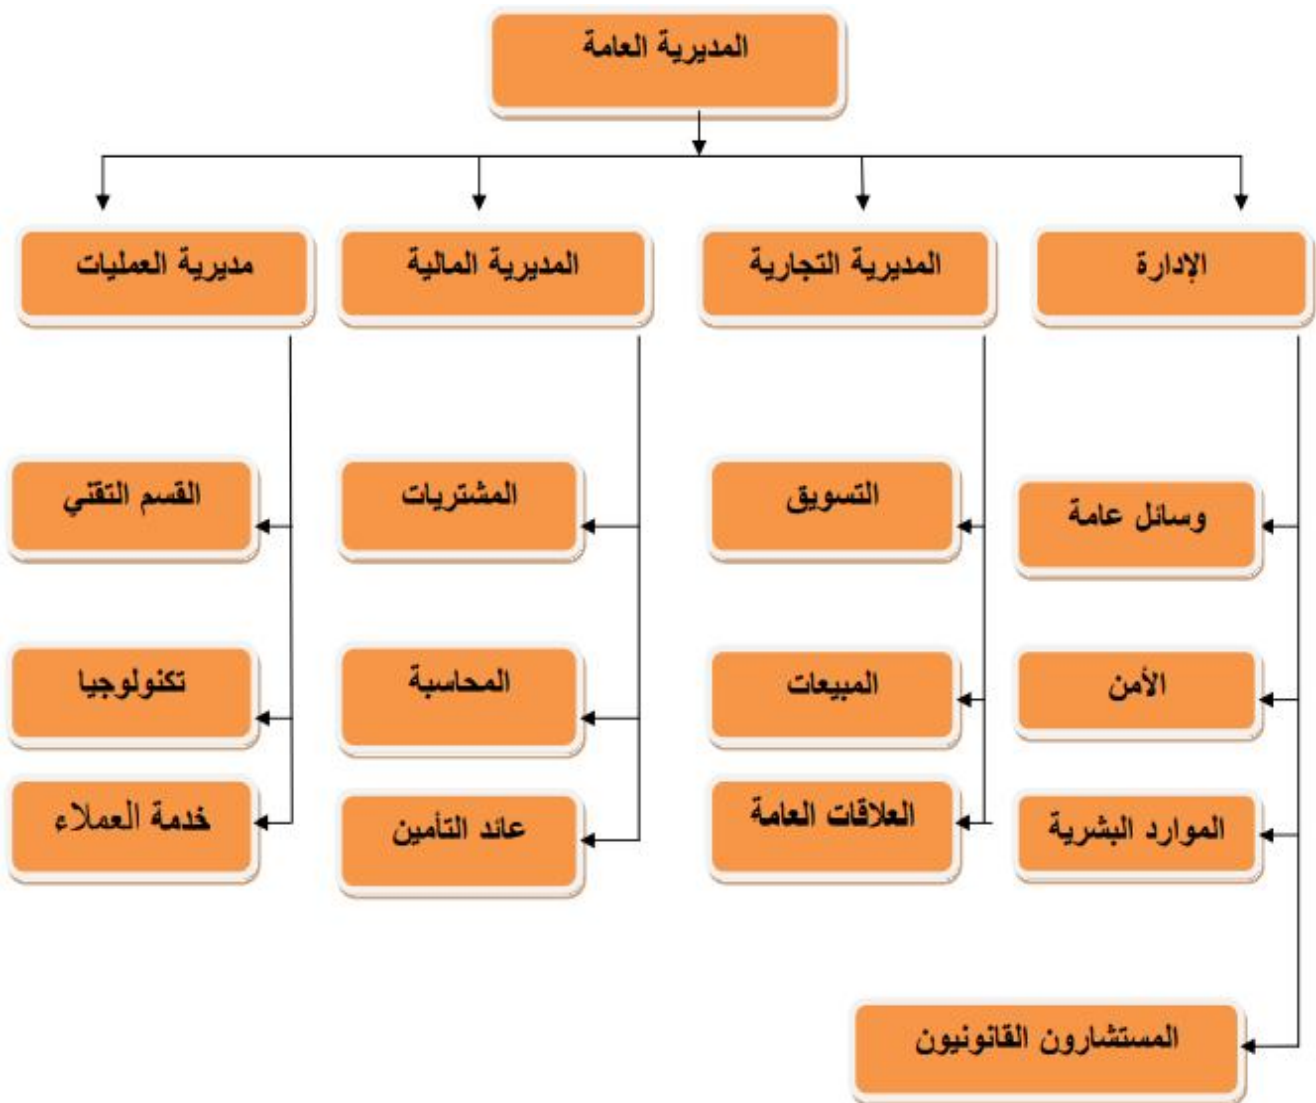 المديرية العامة
الإدارة
المديرية التجارية
المديرية المالية
مديرية العمليات
وسائل عامة
التسويق
المشتريات
القسم التقني
الأمن
المبيعات
المحاسبة
تكنولوجيا
الموارد البشرية
العلاقات العامة
عائد التأمين
خدمة العملاء
المستشارون القانونيون